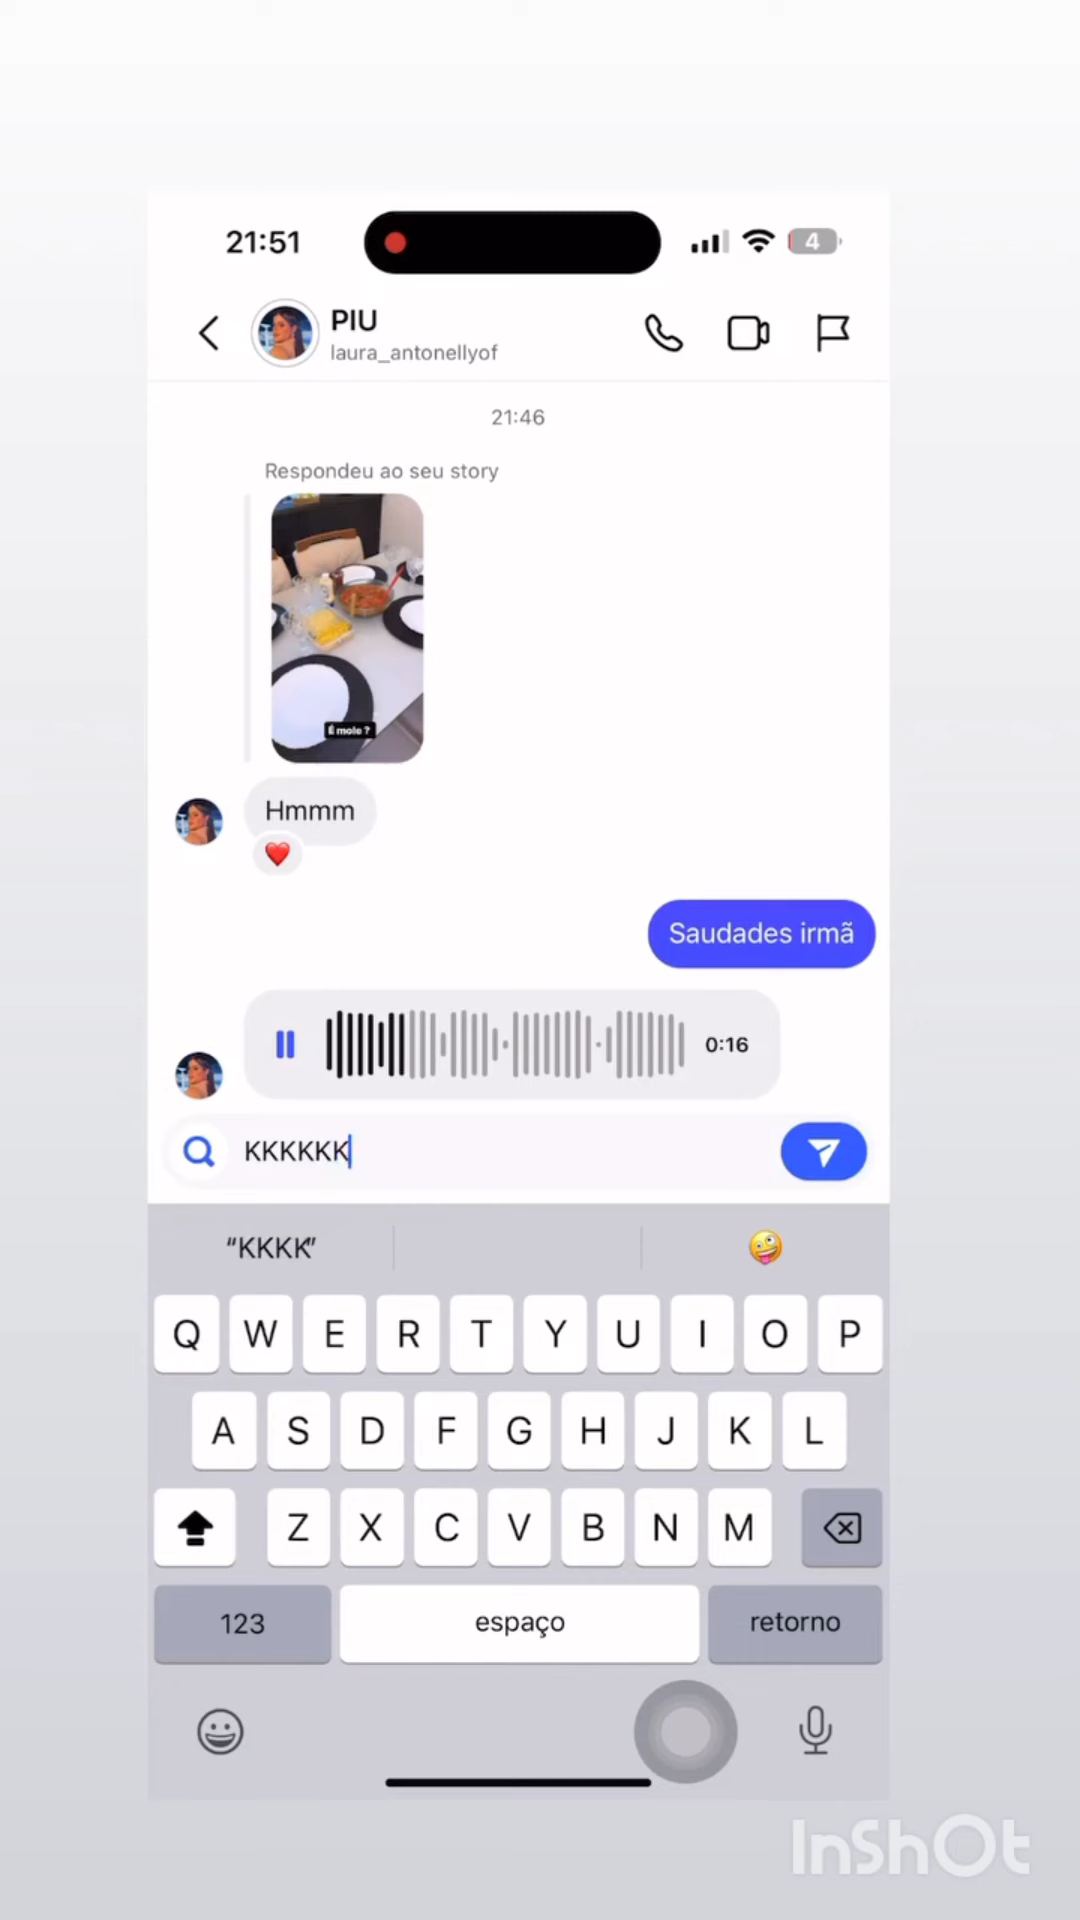 21:51
4
PIU
laura_antonellyof
21:46
Respondeu ao seu story
É mole ?
Hmmm
Saudades irmã
0:16
KKKKKK
“KKKK”
Q W E R T Y U I O P
A S D F G H J K L
Z X C V B N M
123 espaço retorno
InShOt